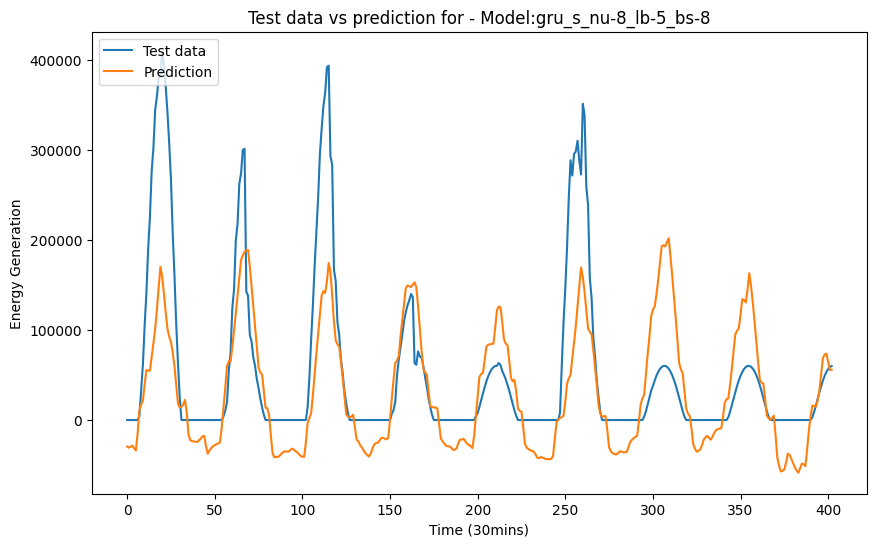 Test data vs prediction for - Model:gru_s_nu-8_lb-5_bs-8
Test data
Prediction
Energy Generation
400000
300000
200000
100000
0
0 50 100 150 200 250 300 350 400
Time (30mins)